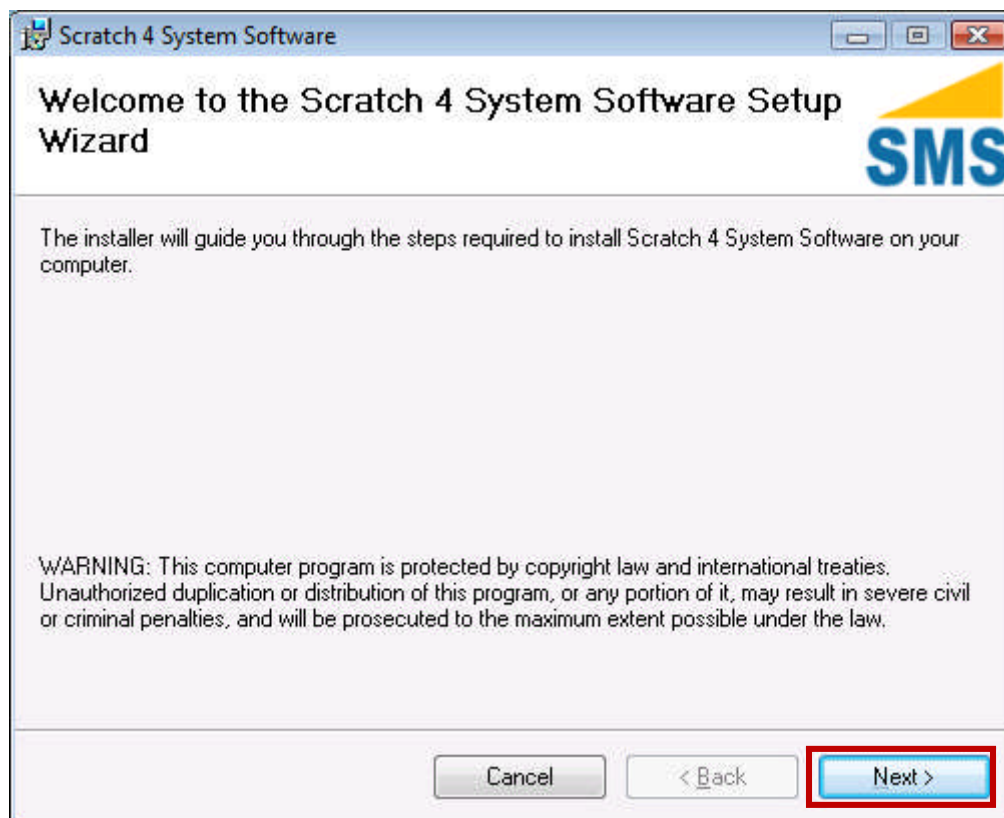 Scratch 4 System Software
Welcome to the Scratch 4 System Software Setup
Wizard
SMS
The installer will guide you through the steps required to install Scratch 4 System Software on your
computer.
WARNING: This computer program is protected by copyright law and international treaties.
Unauthorized duplication or distribution of this program, or any portion of it, may result in severe civil
or criminal penalties, and will be prosecuted to the maximum extent possible under the law.
Cancel
< Back
Next >